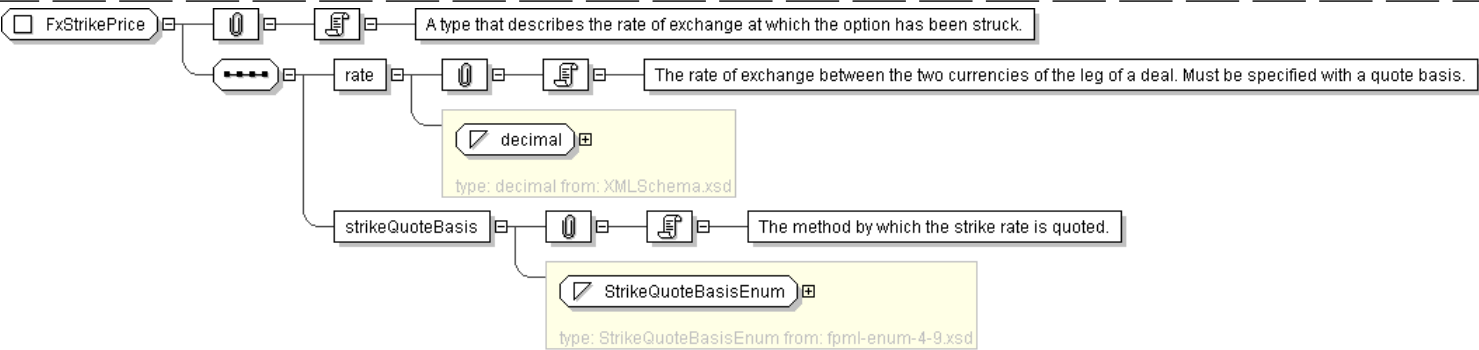 FxStrikePrice A type that describes the rate of exchange at which the option has been struck.
rate The rate of exchange between the two currencies of the leg of a deal. Must be specified with a quote basis.
decimal
type: decimal from: XMLSchema.xsd
strikeQuoteBasis The method by which the strike rate is quoted.
StrikeQuoteBasisEnum
type: StrikeQuoteBasisEnum from: fpml-enum-4-9.xsd